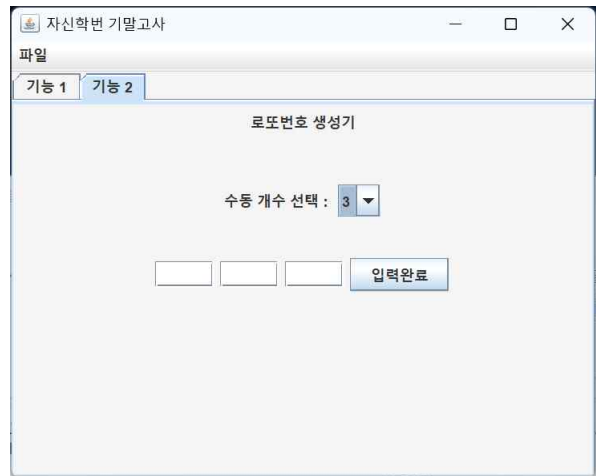 자신학번 기말고사
파일
기능 1 기능 2
로또번호 생성기
수동 개수 선택 : 3
입력완료